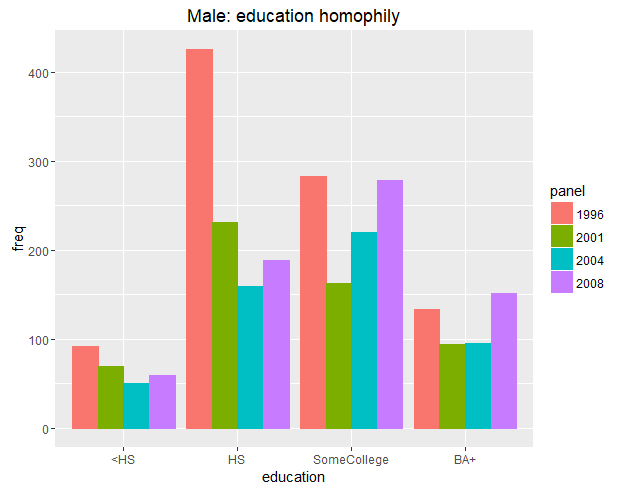 Male: education homophily
freq
400
300
200
100
0
<HS HS SomeCollege BA+
education
panel
1996
2001
2004
2008